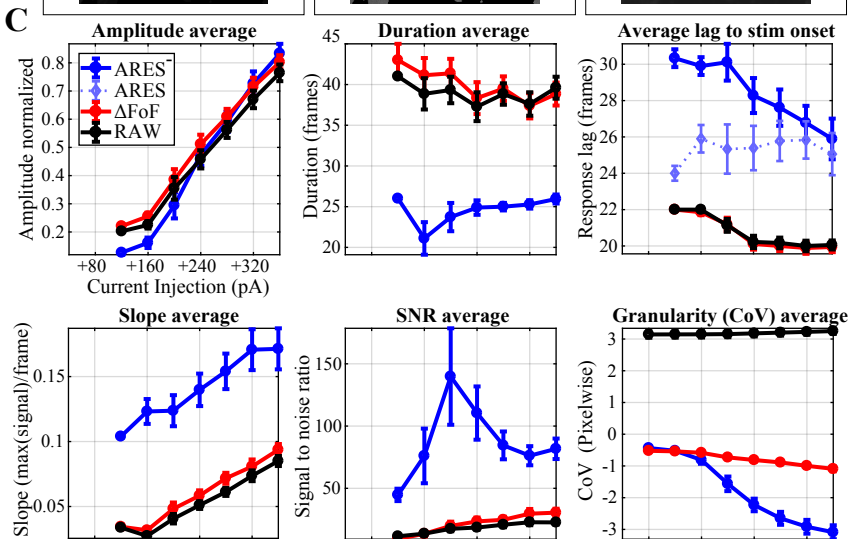 C
Amplitude average
Amplitude normalized
0.8
0.7
0.6
0.5
0.4
0.3
0.2
ARES⁻
ARES
ΔFoF
RAW
+80
+160
+240
+320
Current Injection (pA)
Duration average
Duration (frames)
45
40
35
30
25
20
Average lag to stim onset
Response lag (frames)
30
28
26
24
22
20
Slope average
Slope (max(signal)/frame)
0.15
0.1
0.05
SNR average
Signal to noise ratio
150
100
50
Granularity (CoV) average
CoV (Pixelwise)
3
2
1
0
-1
-2
-3